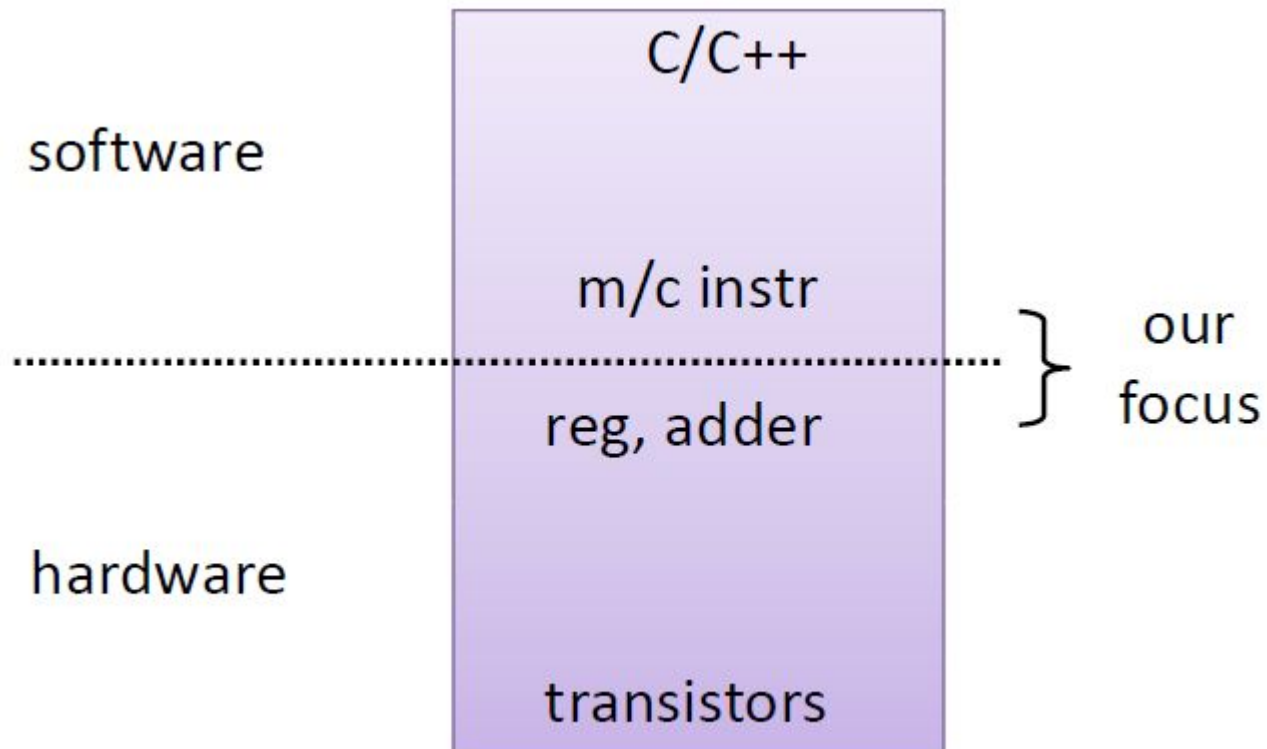 C/C++
software
m/c instr
our
focus
reg, adder
hardware
transistors